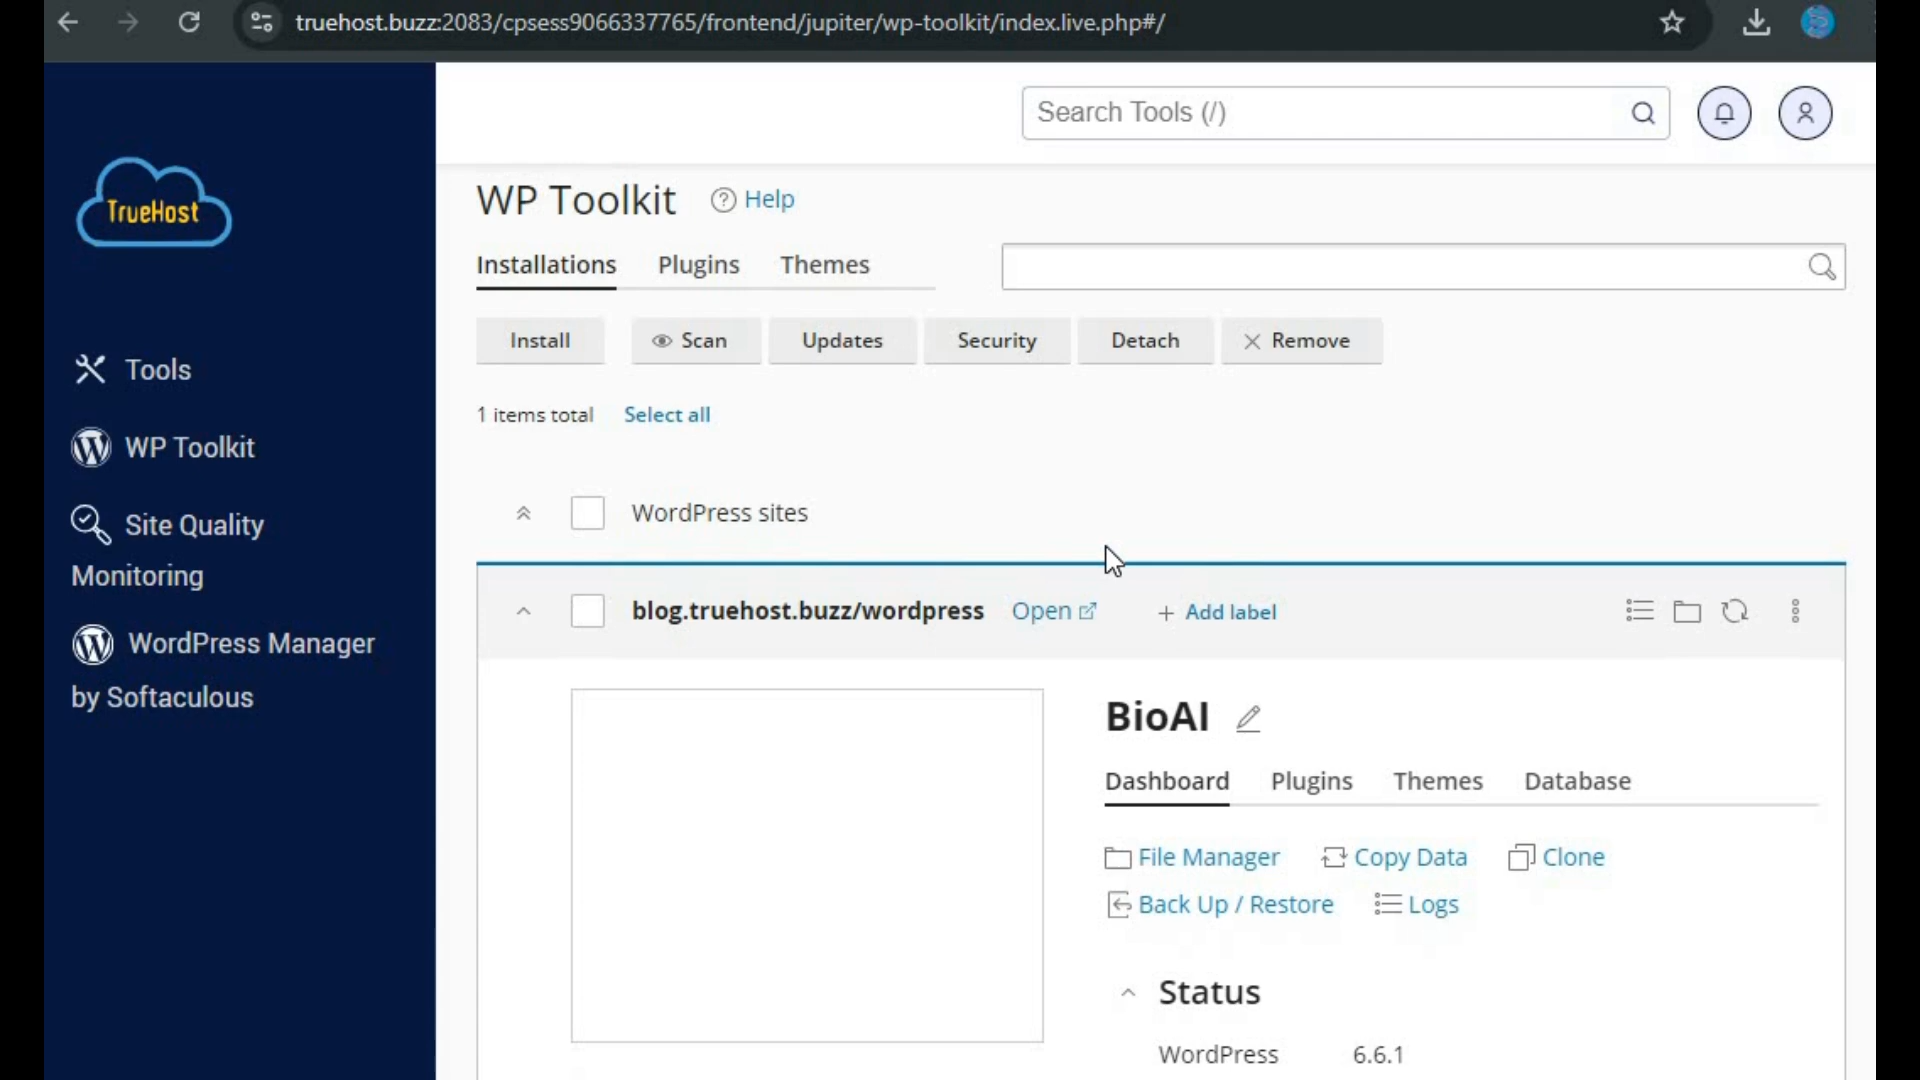 truehost.buzz:2083/cpsess9066337765/frontend/jupiter/wp-toolkit/index.live.php#/
Search Tools (/)
TrueHost
WP Toolkit Help
Installations Plugins Themes
Install Scan Updates Security Detach Remove
Tools
1 items total Select all
WP Toolkit
WordPress sites
Site Quality
Monitoring
blog.truehost.buzz/wordpress Open + Add label
WordPress Manager
by Softaculous
BioAI
Dashboard Plugins Themes Database
File Manager Copy Data Clone
Back Up / Restore Logs
Status
WordPress 6.6.1